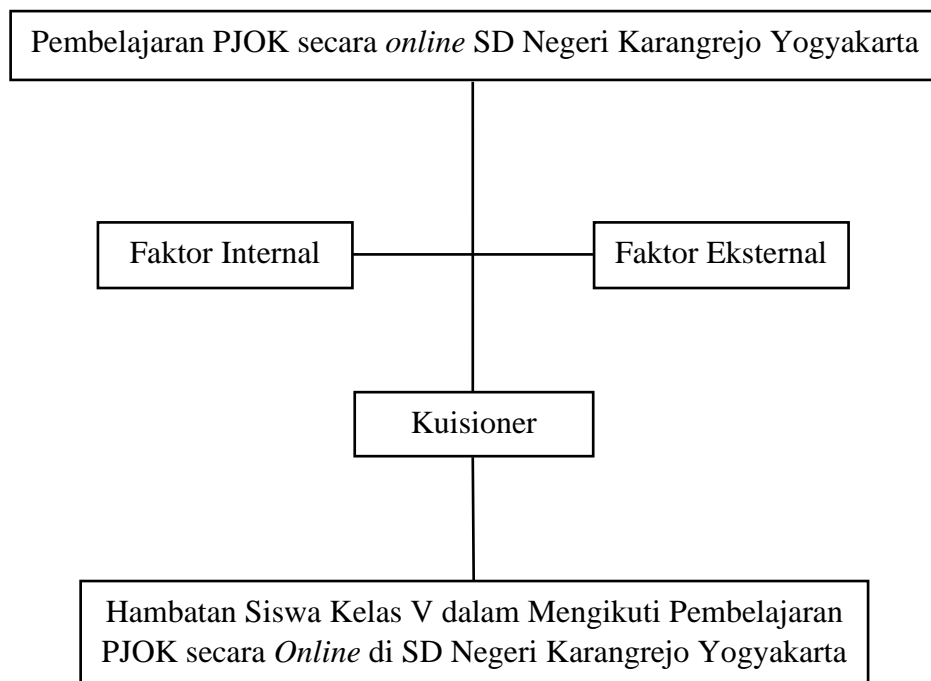 Pembelajaran PJOK secara online SD Negeri Karangrejo Yogyakarta
Faktor Internal
Faktor Eksternal
Kuisioner
Hambatan Siswa Kelas V dalam Mengikuti Pembelajaran
PJOK secara Online di SD Negeri Karangrejo Yogyakarta